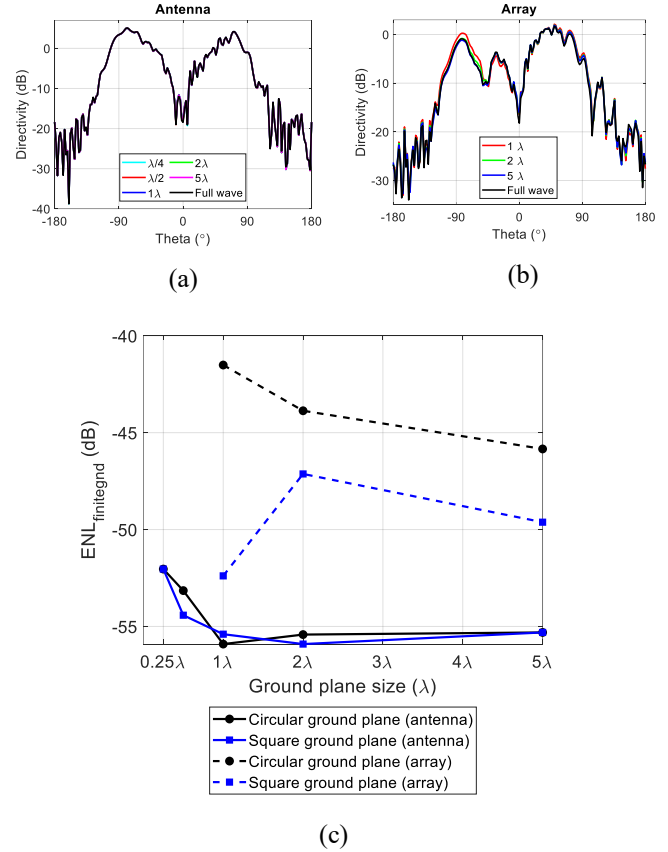 Antenna
Directivity (dB)
0
-10
-20
-30
-40
-180
-90
0
90
180
Theta (°)
λ/4
λ/2
1λ
2λ
5λ
Full wave
(a)
Array
Directivity (dB)
0
-10
-20
-30
-180
-90
0
90
180
Theta (°)
1 λ
2 λ
5 λ
Full wave
(b)
ENLfinitegnd (dB)
-40
-45
-50
-55
0.25λ
1λ
2λ
3λ
4λ
5λ
Ground plane size (λ)
Circular ground plane (antenna)
Square ground plane (antenna)
Circular ground plane (array)
Square ground plane (array)
(c)